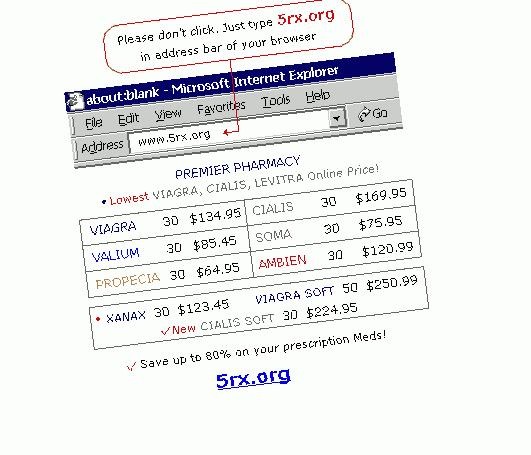 Please don't click. Just type 5rx.org
in address bar of your browser
about:blank - Microsoft Internet Explorer
File Edit View Favorites Tools Help
Address www.5rx.org Go
PREMIER PHARMACY
• Lowest VIAGRA, CIALIS, LEVITRA Online Price!
VIAGRA 30 $134.95 CIALIS 30 $169.95
VALIUM 30 $85.45 SOMA 30 $75.95
PROPECIA 30 $64.95 AMBIEN 30 $120.99
• XANAX 30 $123.45 VIAGRA SOFT 50 $250.99
✓New CIALIS SOFT 30 $224.95
✓ Save up to 80% on your prescription Meds!
5rx.org